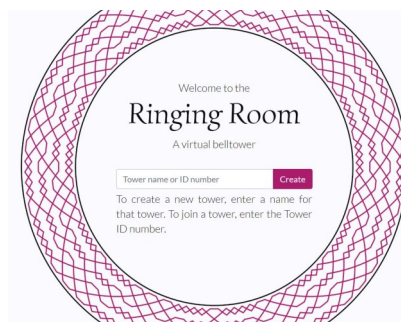 Welcome to the
Ringing Room
A virtual belltower
Tower name or ID number
Create
To create a new tower, enter a name for
that tower. To join a tower, enter the Tower
ID number.